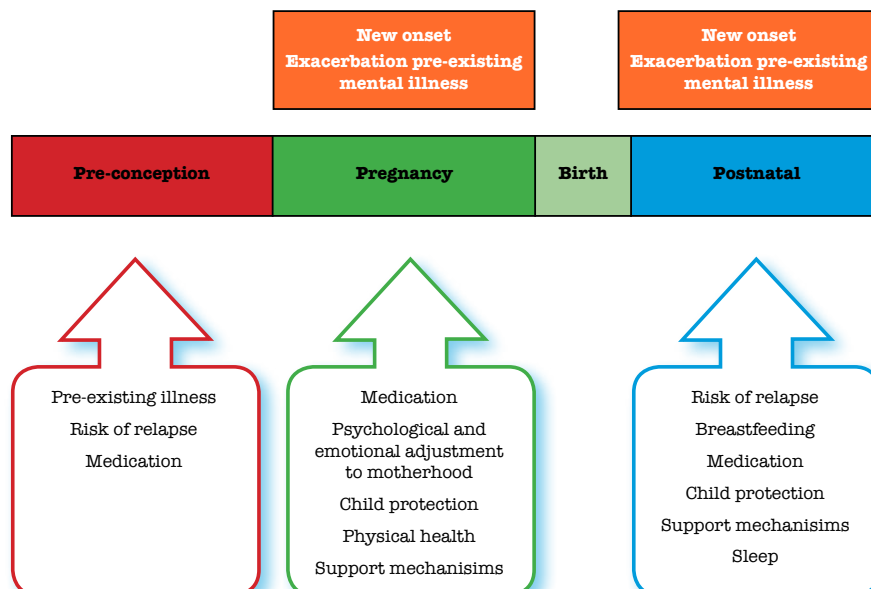 New onset
Exacerbation pre-existing
mental illness
New onset
Exacerbation pre-existing
mental illness
Pre-conception
Pregnancy
Birth
Postnatal
Pre-existing illness
Risk of relapse
Medication
Medication
Psychological and
emotional adjustment
to motherhood
Child protection
Physical health
Support mechanisims
Risk of relapse
Breastfeeding
Medication
Child protection
Support mechanisims
Sleep